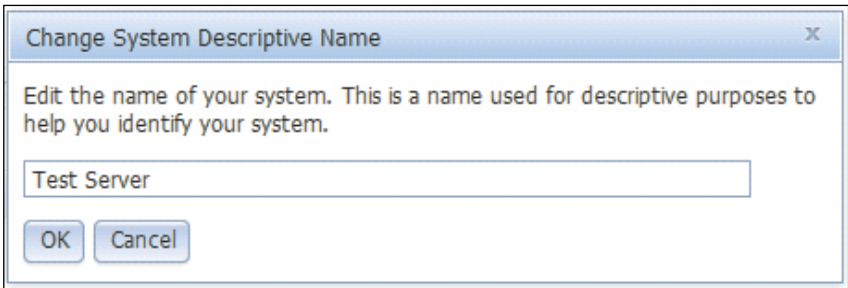 Change System Descriptive Name x
Edit the name of your system. This is a name used for descriptive purposes to
help you identify your system.
Test Server
OK Cancel